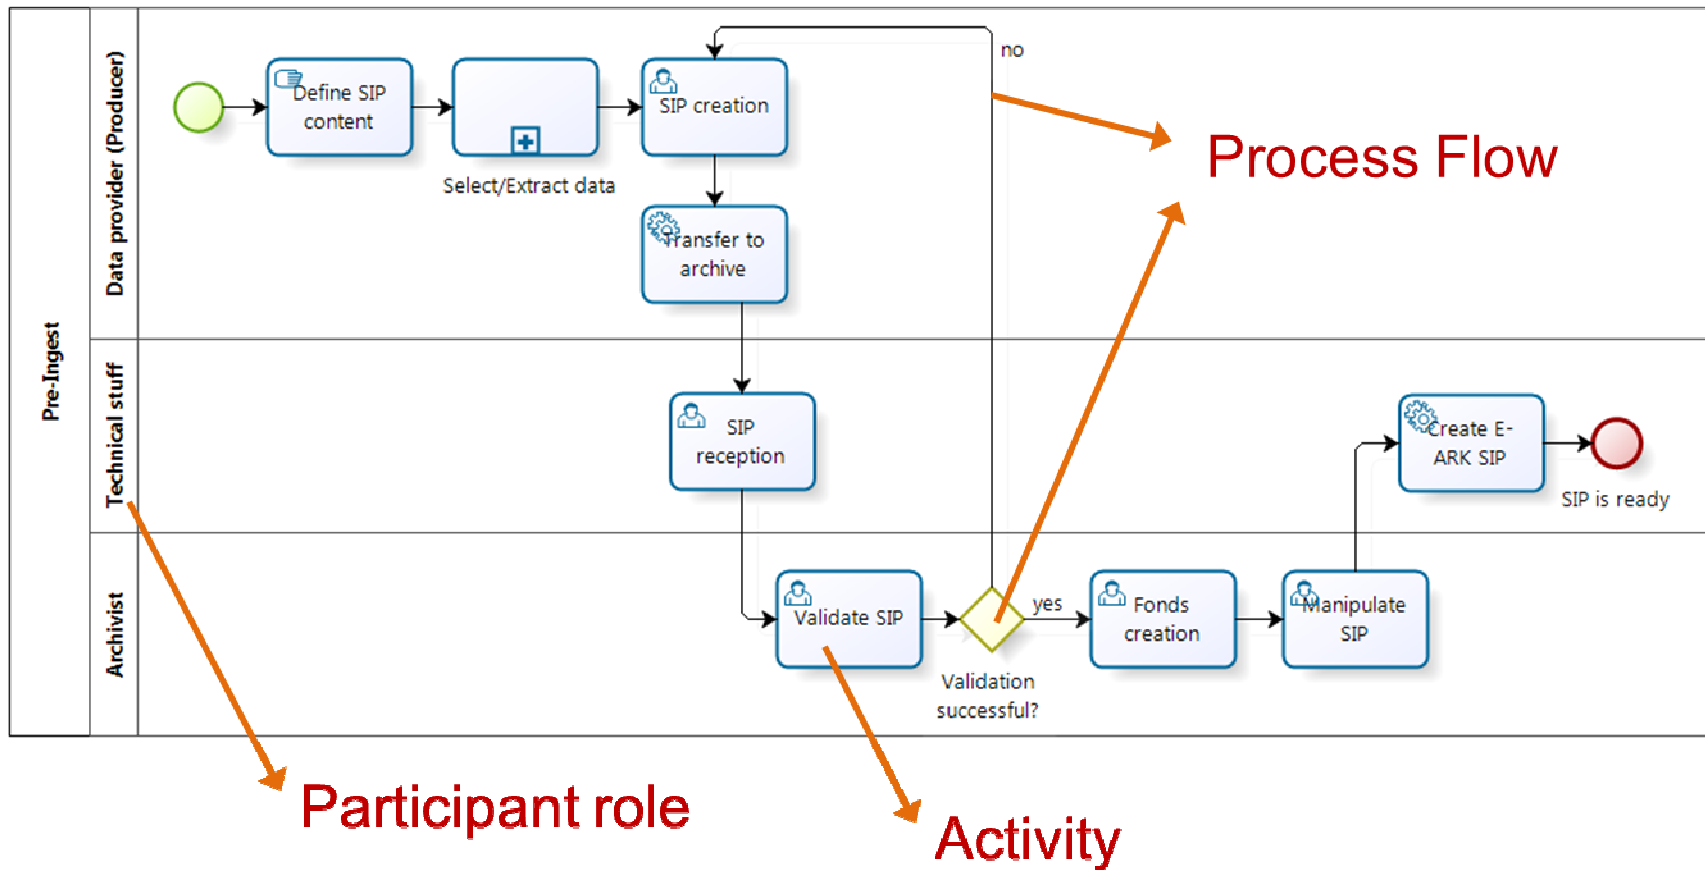 Pre-Ingest
Data provider (Producer)
Define SIP
content
Select/Extract data
SIP creation
no
Transfer to
archive
Process Flow
Technical stuff
SIP
reception
Create E-
ARK SIP
SIP is ready
Archivist
Validate SIP
yes
Validation
successful?
Fonds
creation
Manipulate
SIP
Participant role
Activity